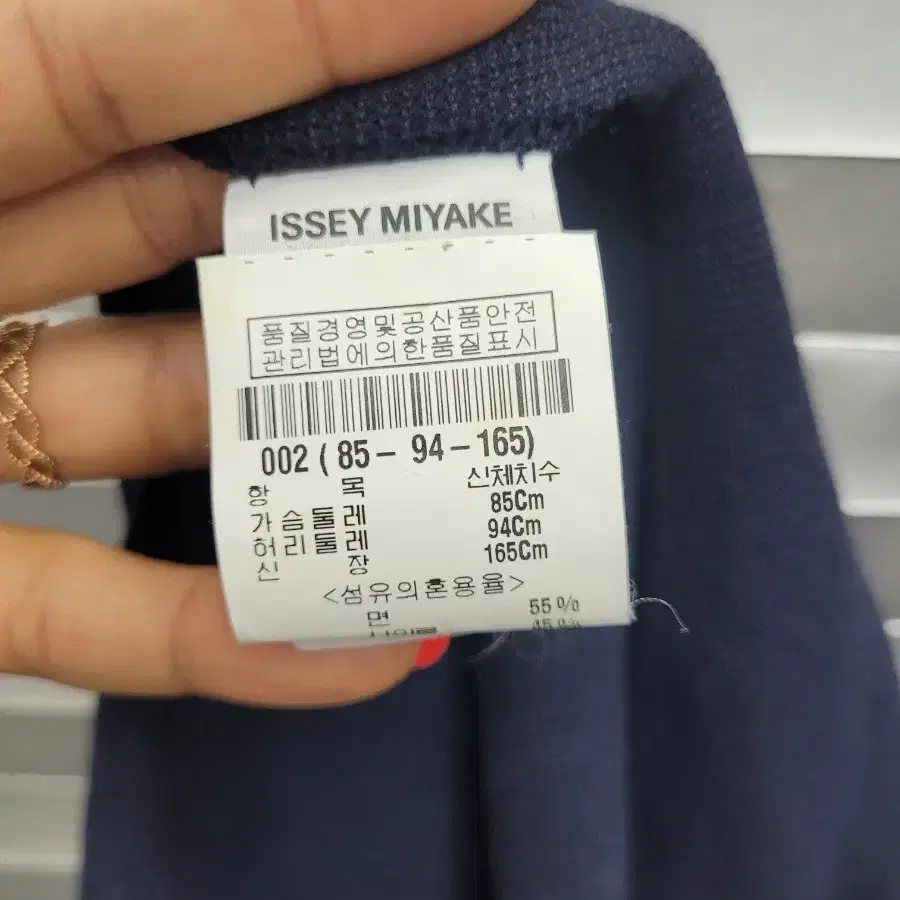 ISSEY MIYAKE
품질경영및공산품안전
관리법에의한품질표시
002 ( 85 - 94 - 165)
항 목 신체치수
가슴둘레 85Cm
허리둘레 94Cm
신 장 165Cm
<섬유의혼용율>
면 55%
45%